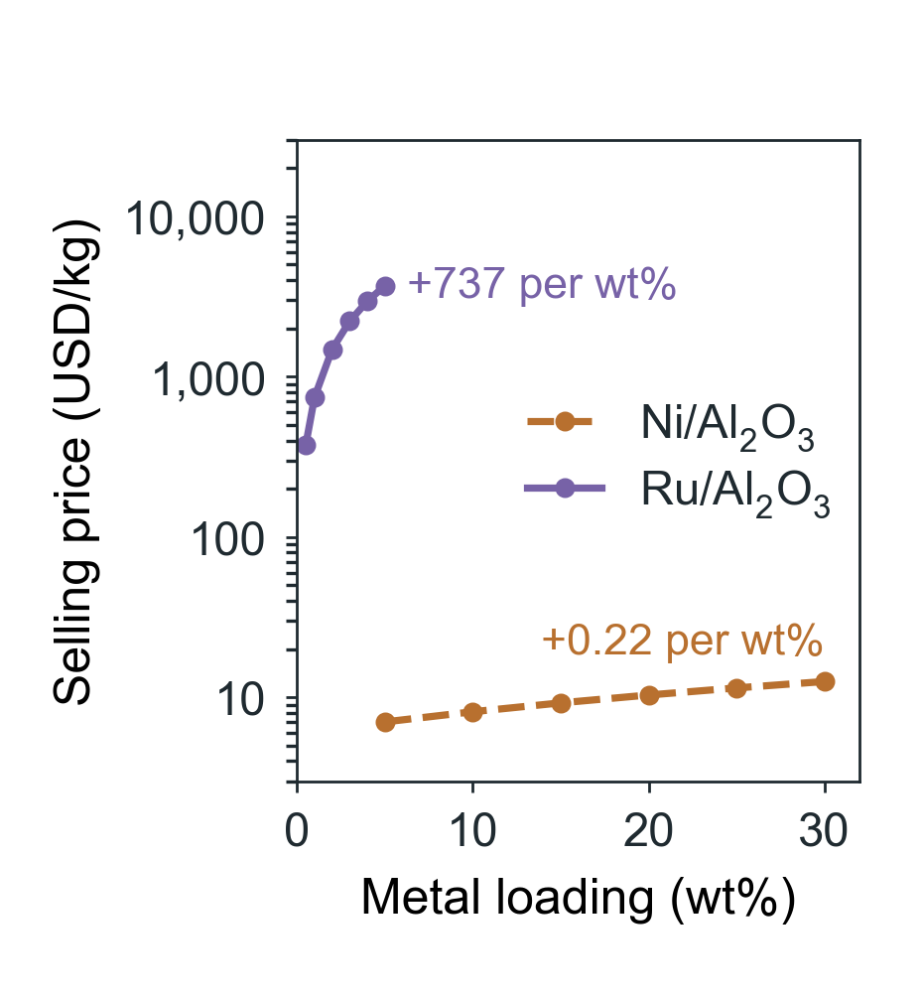 10,000
1,000
100
10
Selling price (USD/kg)
+737 per wt%
Ni/Al₂O₃
Ru/Al₂O₃
+0.22 per wt%
0 10 20 30
Metal loading (wt%)